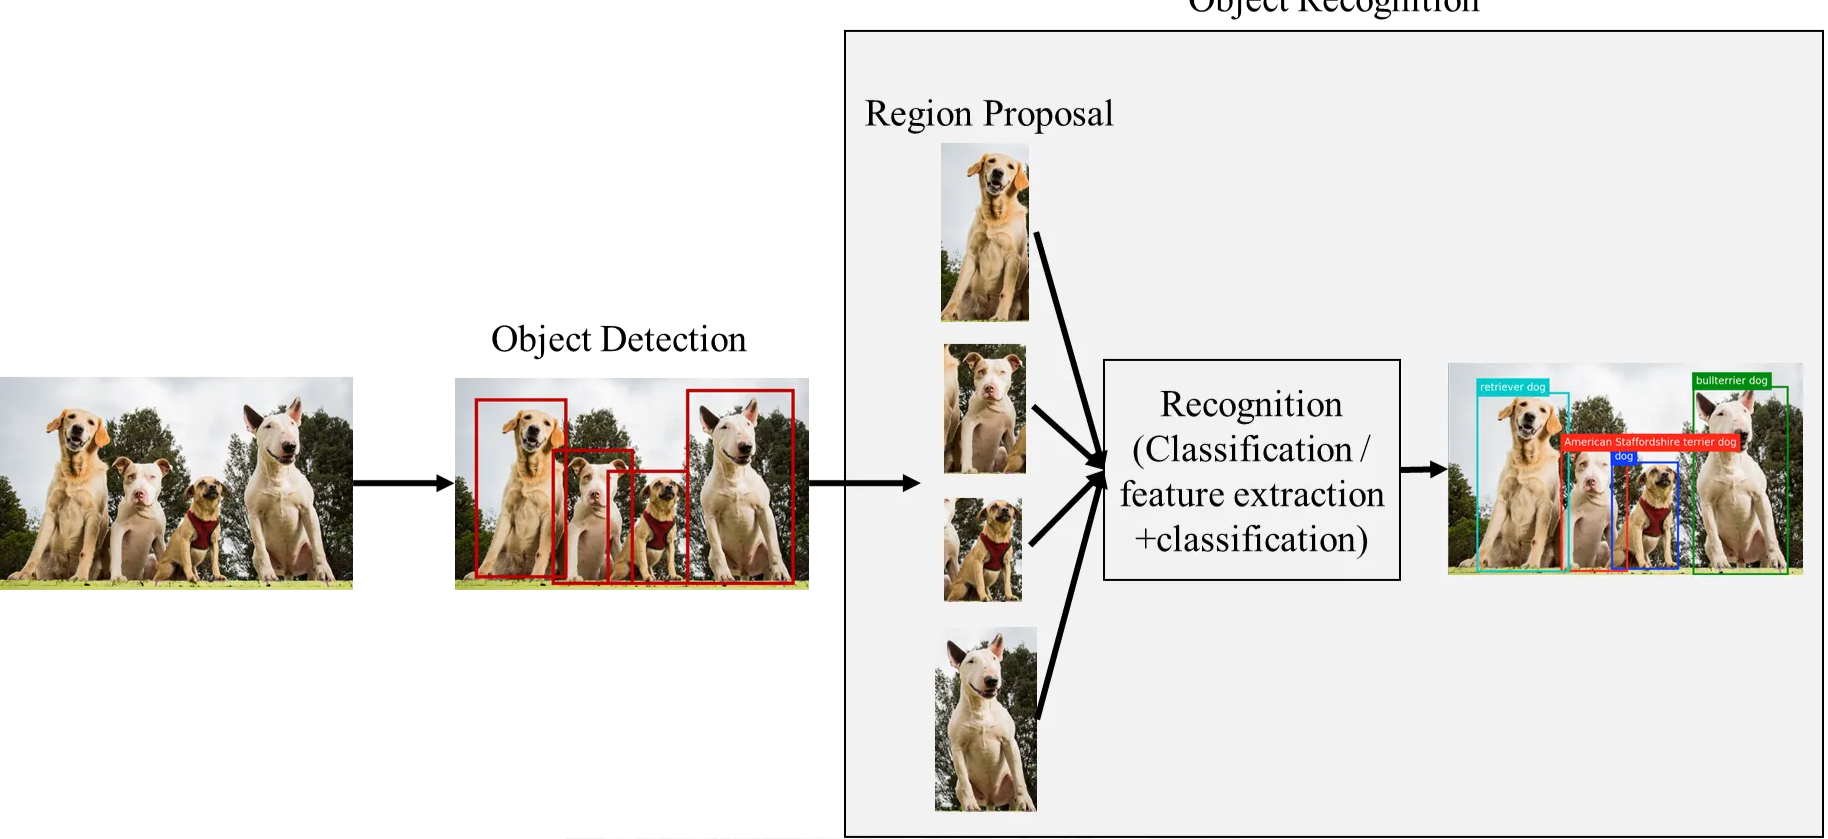 Object Recognition
Region Proposal
Object Detection
Recognition
(Classification /
feature extraction
+classification)
retriever dog
bullterrier dog
American Staffordshire terrier dog
dog